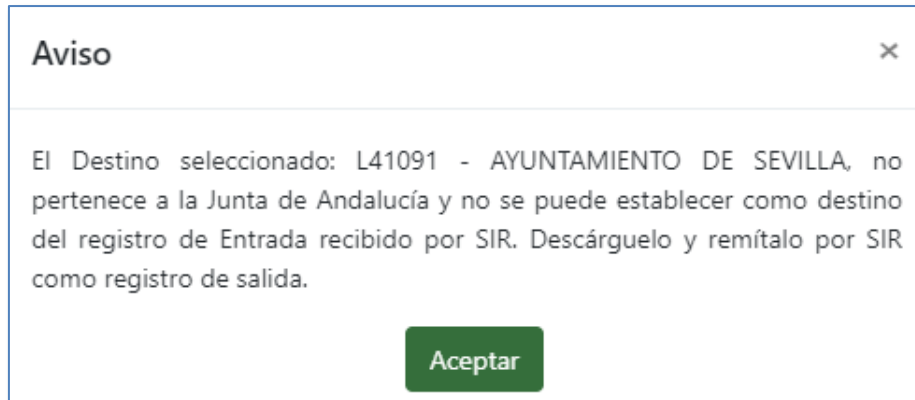 Aviso ×
El Destino seleccionado: L41091 - AYUNTAMIENTO DE SEVILLA, no
pertenece a la Junta de Andalucía y no se puede establecer como destino
del registro de Entrada recibido por SIR. Descárguelo y remítalo por SIR
como registro de salida.
Aceptar